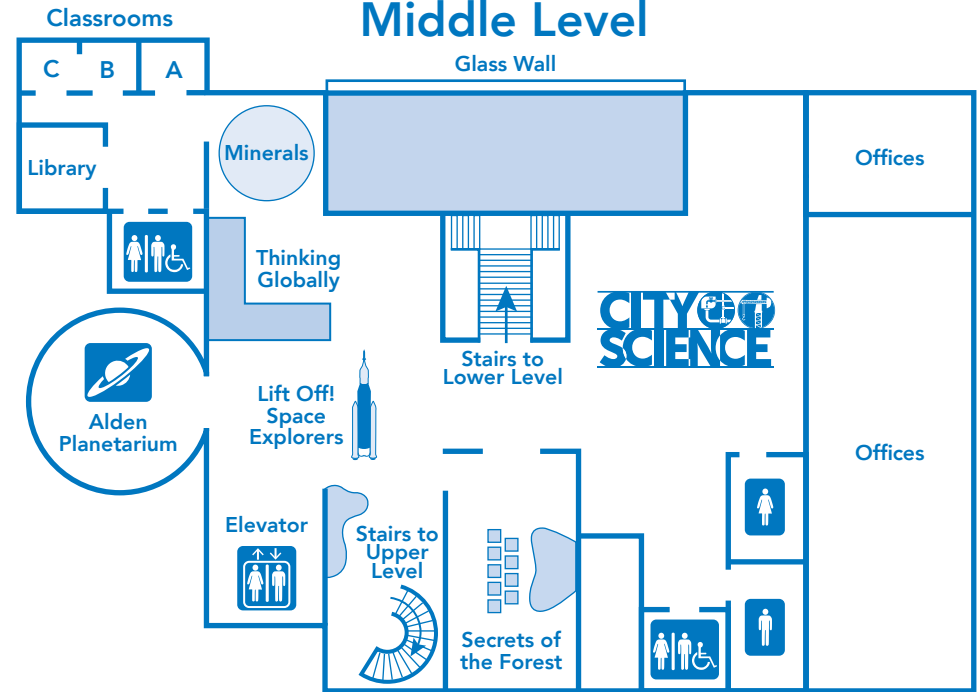 Middle Level
Classrooms
Glass Wall
C
B
A
Minerals
Library
Offices
Thinking
Globally
CITY
SCIENCE
Stairs to
Lower Level
Lift Off!
Space
Explorers
Alden
Planetarium
Offices
Elevator
Stairs to
Upper
Level
Secrets of
the Forest